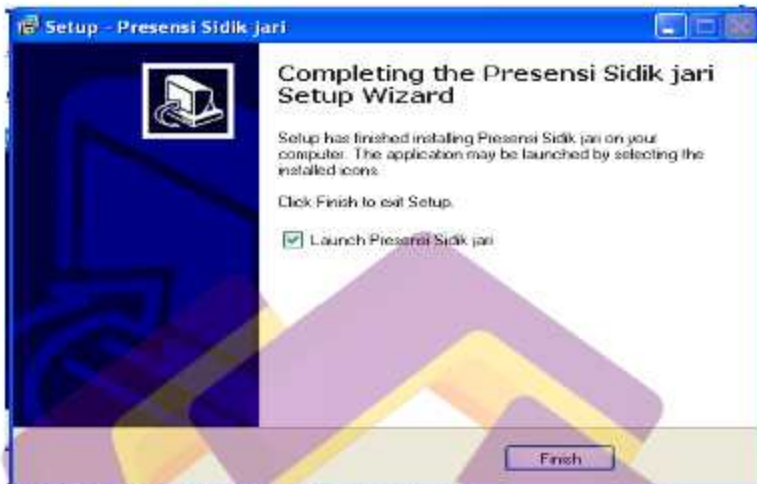 Setup - Presensi Sidik jari
Completing the Presensi Sidik jari
Setup Wizard
Setup has finished installing Presensi Sidik jari on your
computer. The application may be launched by selecting the
installed icons.
Click Finish to exit Setup.
Launch Presensi Sidik jari
Finish